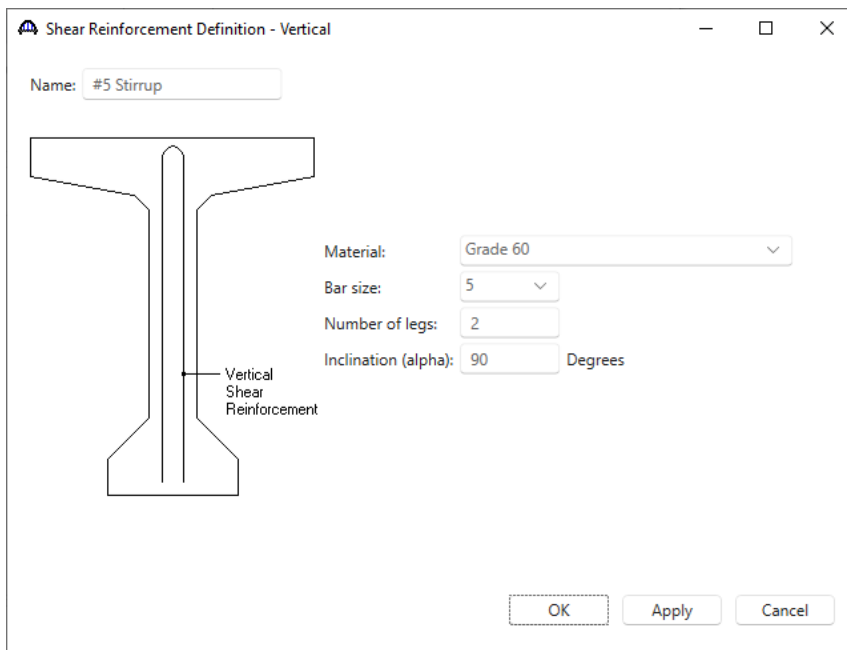 Shear Reinforcement Definition - Vertical
Name: #5 Stirrup
Material: Grade 60
Bar size: 5
Number of legs: 2
Inclination (alpha): 90 Degrees
Vertical
Shear
Reinforcement
OK Apply Cancel